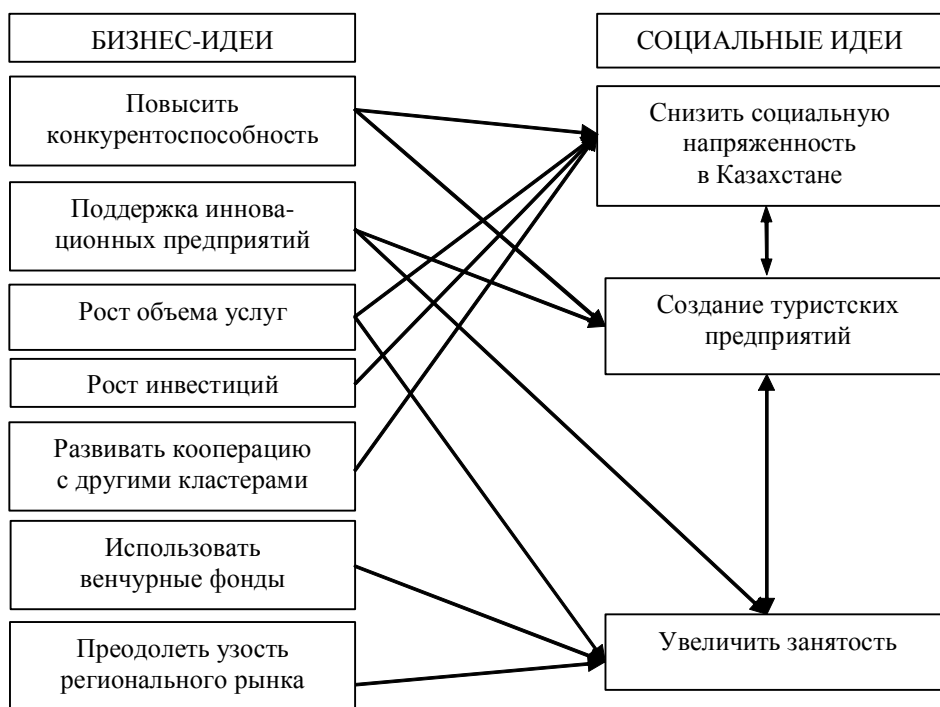 БИЗНЕС-ИДЕИ
Повысить
конкурентоспособность
Поддержка иннова-
ционных предприятий
Рост объема услуг
Рост инвестиций
Развивать кооперацию
с другими кластерами
Использовать
венчурные фонды
Преодолеть узость
регионального рынка
СОЦИАЛЬНЫЕ ИДЕИ
Снизить социальную
напряженность
в Казахстане
Создание туристских
предприятий
Увеличить занятость